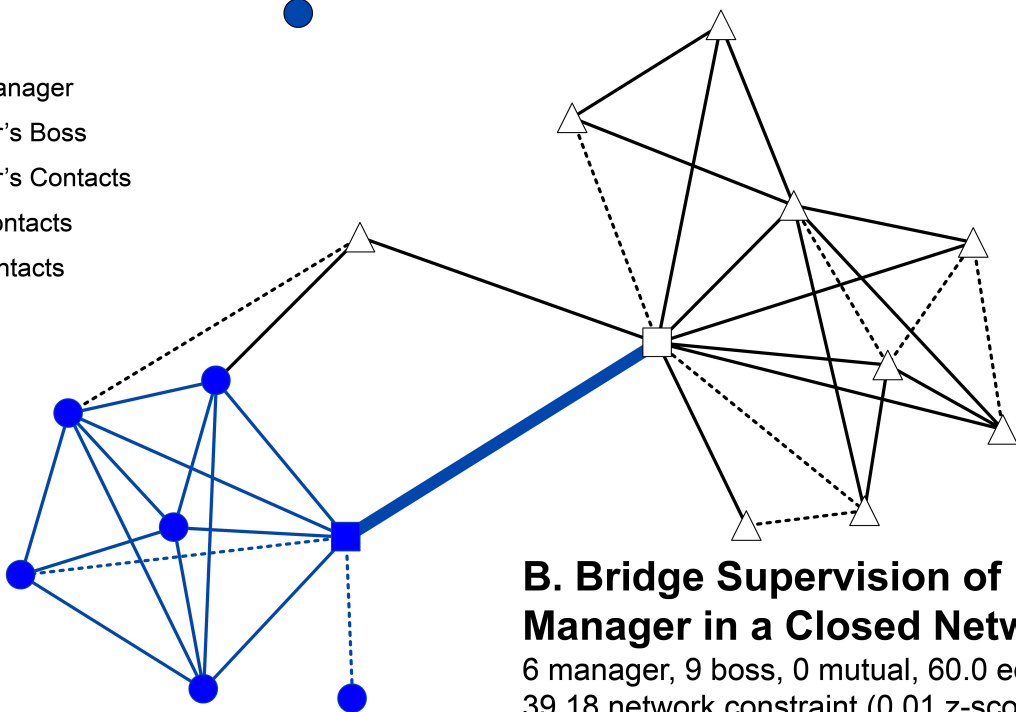 anager
r’s Boss
r’s Contacts
ontacts
ntacts
B. Bridge Supervision of
Manager in a Closed Netw
6 manager, 9 boss, 0 mutual, 60.0 e
39.18 network constraint (0.01 z-sco